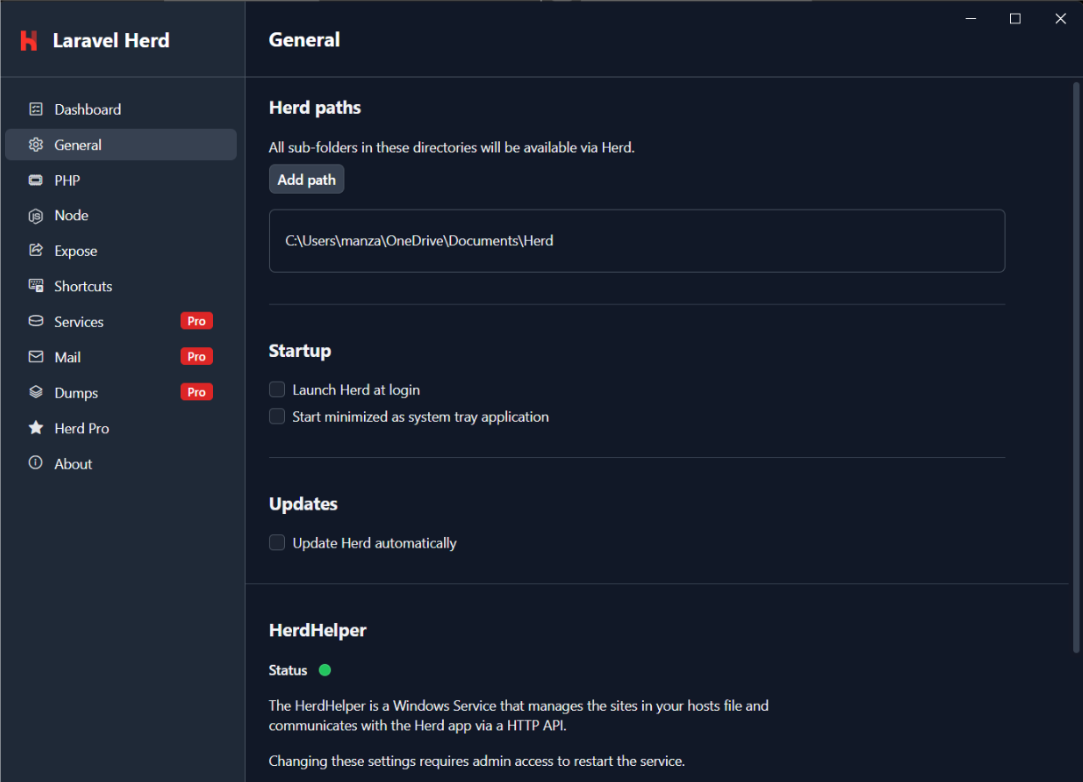 Laravel Herd
Dashboard
General
PHP
Node
Expose
Shortcuts
Services Pro
Mail Pro
Dumps Pro
Herd Pro
About
General
Herd paths
All sub-folders in these directories will be available via Herd.
Add path
C:\Users\manza\OneDrive\Documents\Herd
Startup
Launch Herd at login
Start minimized as system tray application
Updates
Update Herd automatically
HerdHelper
Status
The HerdHelper is a Windows Service that manages the sites in your hosts file and
communicates with the Herd app via a HTTP API.
Changing these settings requires admin access to restart the service.